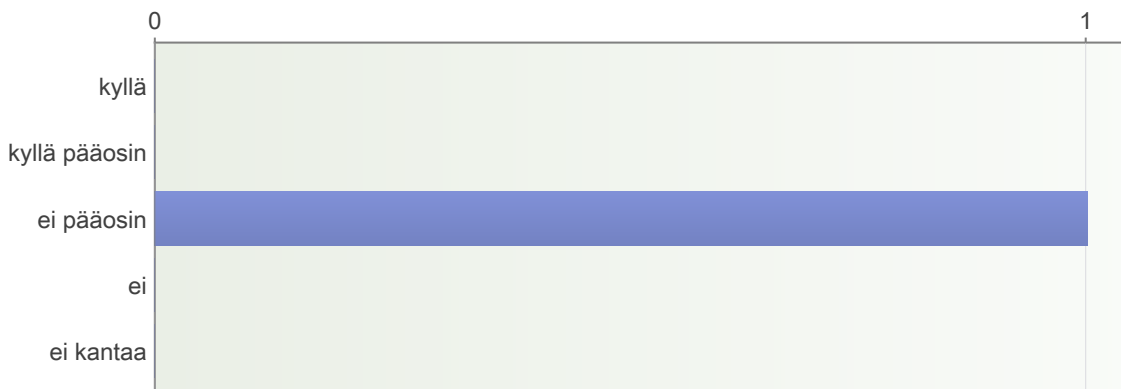 0 1
kyllä
kyllä pääosin
ei pääosin
ei
ei kantaa